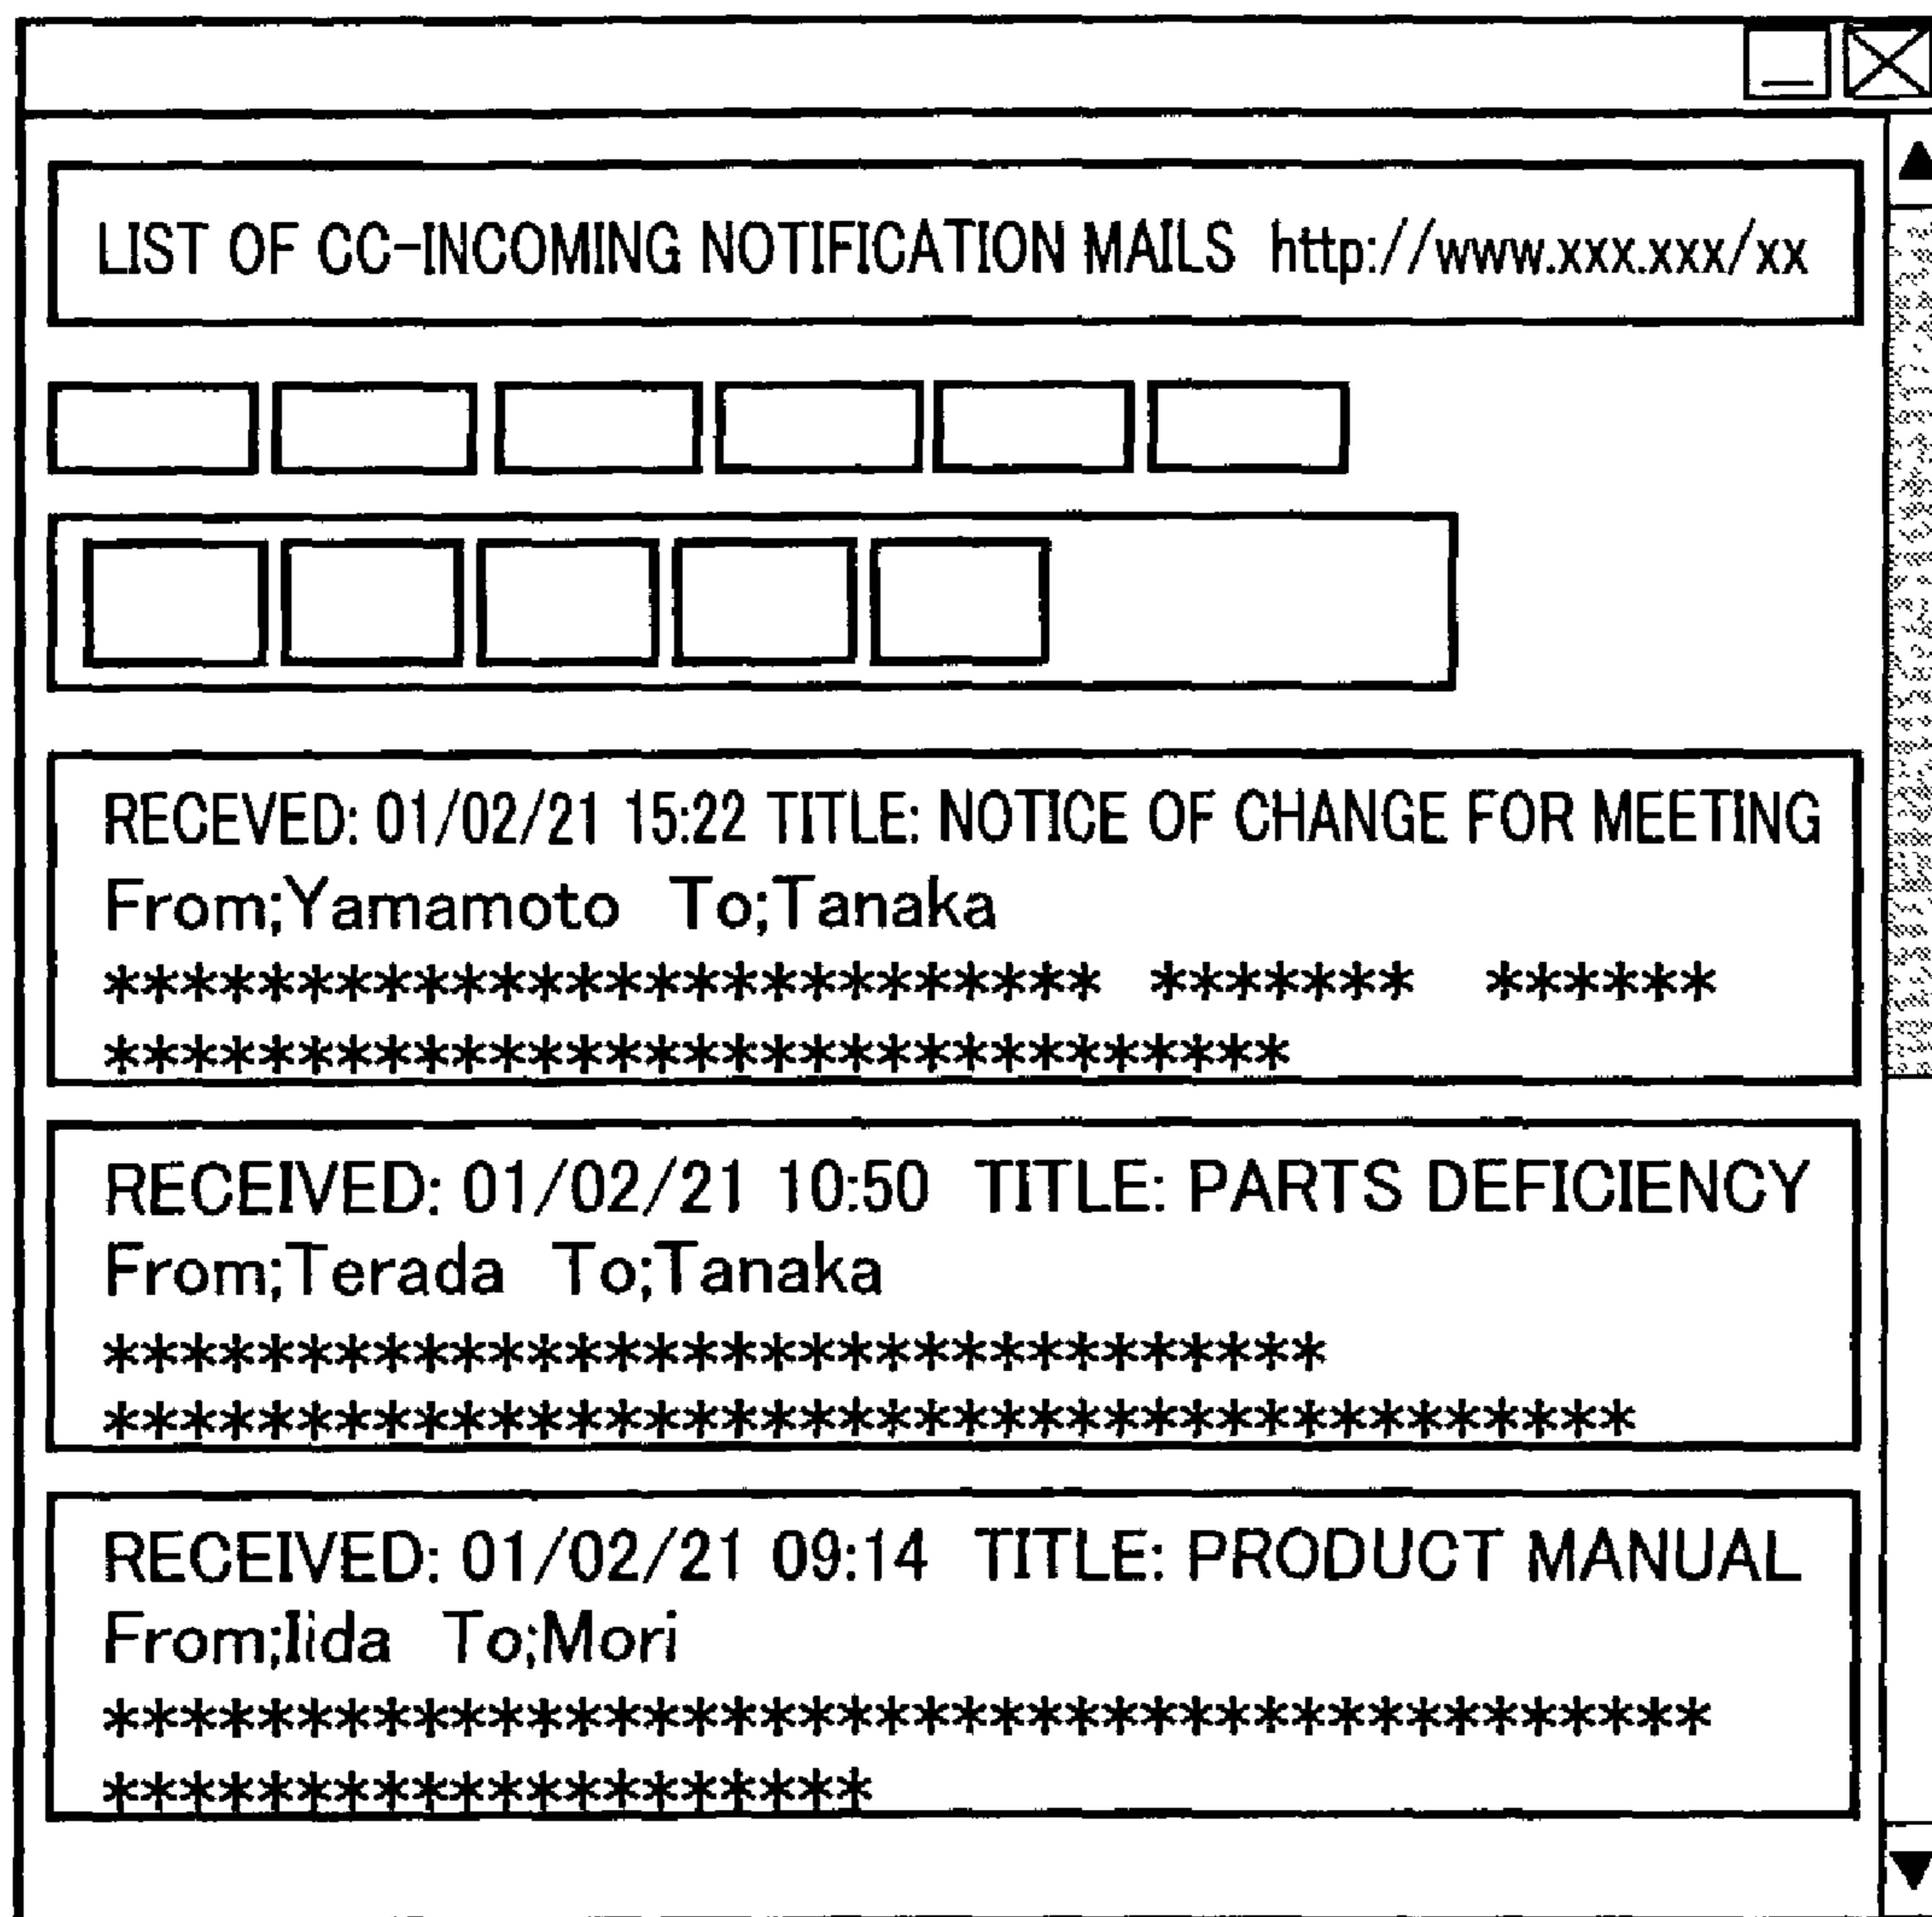 LIST OF CC-INCOMING NOTIFICATION MAILS http://www.xxx.xxx/xx
RECEVED: 01/02/21 15:22 TITLE: NOTICE OF CHANGE FOR MEETING
From;Yamamoto To;Tanaka
************************** ******* ******
*******************************
RECEIVED: 01/02/21 10:50 TITLE: PARTS DEFICIENCY
From;Terada To;Tanaka
********************************
****************************************
RECEIVED: 01/02/21 09:14 TITLE: PRODUCT MANUAL
From;Iida To;Mori
******************************************
********************